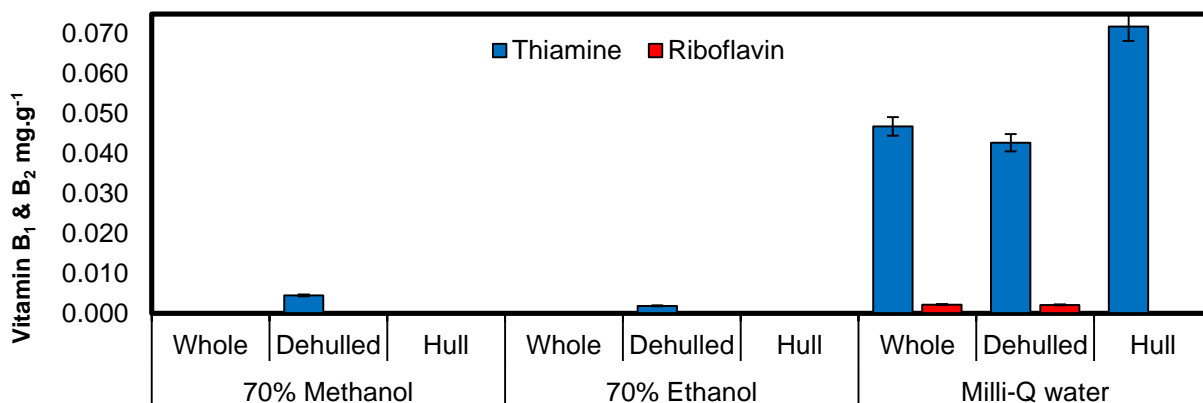 Vitamin B₁ & B₂ mg.g⁻¹
0.070
0.060
0.050
0.040
0.030
0.020
0.010
0.000
Thiamine Riboflavin
Whole Dehulled Hull Whole Dehulled Hull Whole Dehulled Hull
70% Methanol 70% Ethanol Milli-Q water